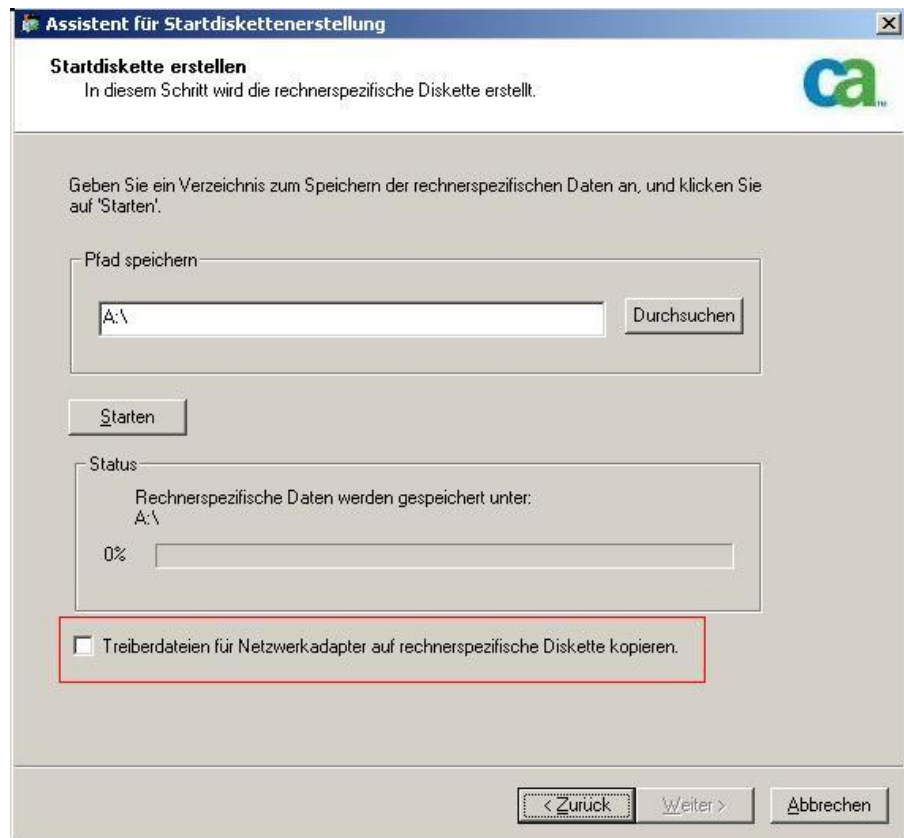 Assistent für Startdiskettenerstellung
Startdiskette erstellen
In diesem Schritt wird die rechnerspezifische Diskette erstellt.
ca
TM
Geben Sie ein Verzeichnis zum Speichern der rechnerspezifischen Daten an, und klicken Sie
auf 'Starten'.
Pfad speichern
A:\
Durchsuchen
Starten
Status
Rechnerspezifische Daten werden gespeichert unter:
A:\
0%
Treiberdateien für Netzwerkadapter auf rechnerspezifische Diskette kopieren.
< Zurück
Weiter >
Abbrechen